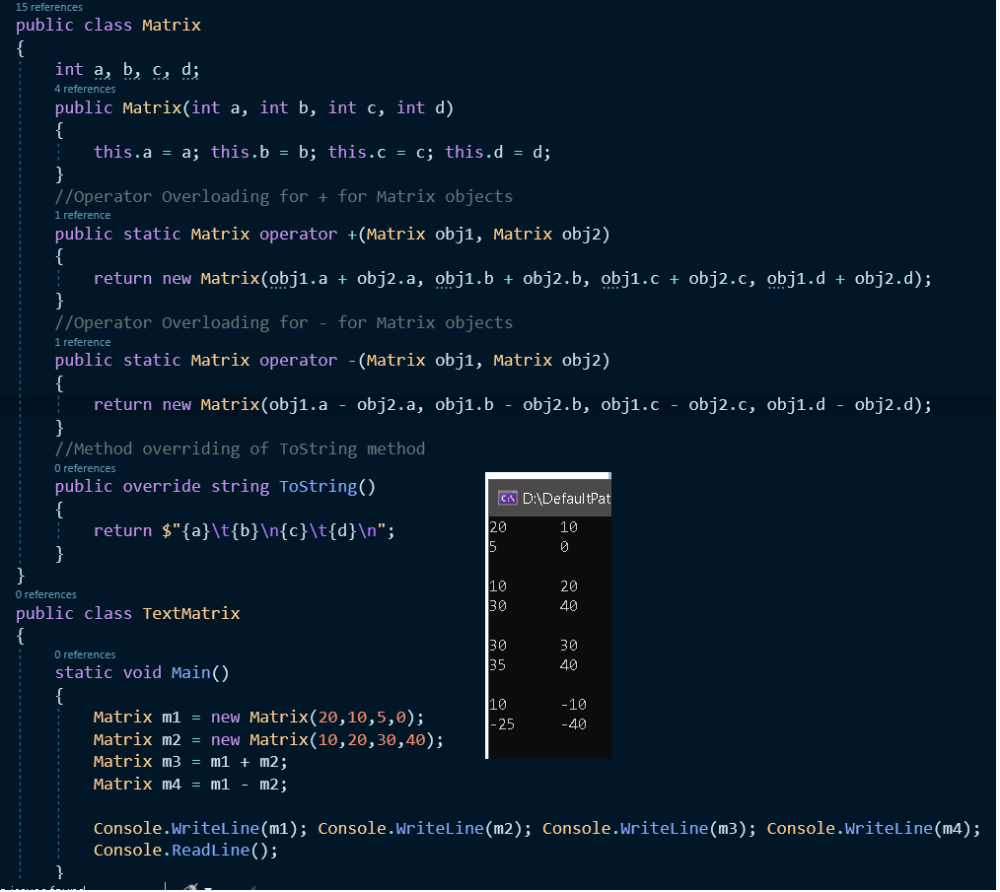 15 references
public class Matrix
{
int a, b, c, d;
4 references
public Matrix(int a, int b, int c, int d)
{
this.a = a; this.b = b; this.c = c; this.d = d;
}
//Operator Overloading for + for Matrix objects
1 reference
public static Matrix operator +(Matrix obj1, Matrix obj2)
{
return new Matrix(obj1.a + obj2.a, obj1.b + obj2.b, obj1.c + obj2.c, obj1.d + obj2.d);
}
//Operator Overloading for - for Matrix objects
1 reference
public static Matrix operator -(Matrix obj1, Matrix obj2)
{
return new Matrix(obj1.a - obj2.a, obj1.b - obj2.b, obj1.c - obj2.c, obj1.d - obj2.d);
}
//Method overriding of ToString method
0 references
public override string ToString()
{
return $"{a}\t{b}\n{c}\t{d}\n";
}
}
0 references
public class TextMatrix
{
0 references
static void Main()
{
Matrix m1 = new Matrix(20,10,5,0);
Matrix m2 = new Matrix(10,20,30,40);
Matrix m3 = m1 + m2;
Matrix m4 = m1 - m2;
Console.WriteLine(m1); Console.WriteLine(m2); Console.WriteLine(m3); Console.WriteLine(m4);
Console.ReadLine();
}
C:\ D:\DefaultPat
20 10
5 0
10 20
30 40
30 30
35 40
10 -10
-25 -40